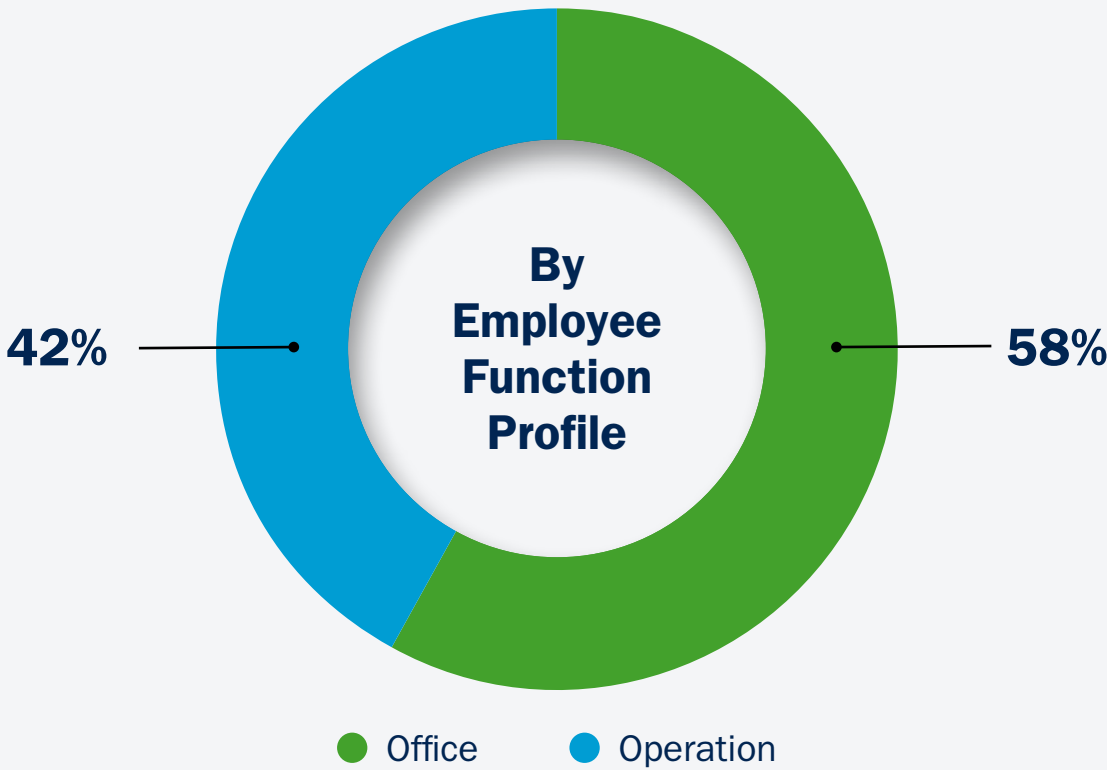 By
Employee
Function
Profile
42%
58%
Office
Operation